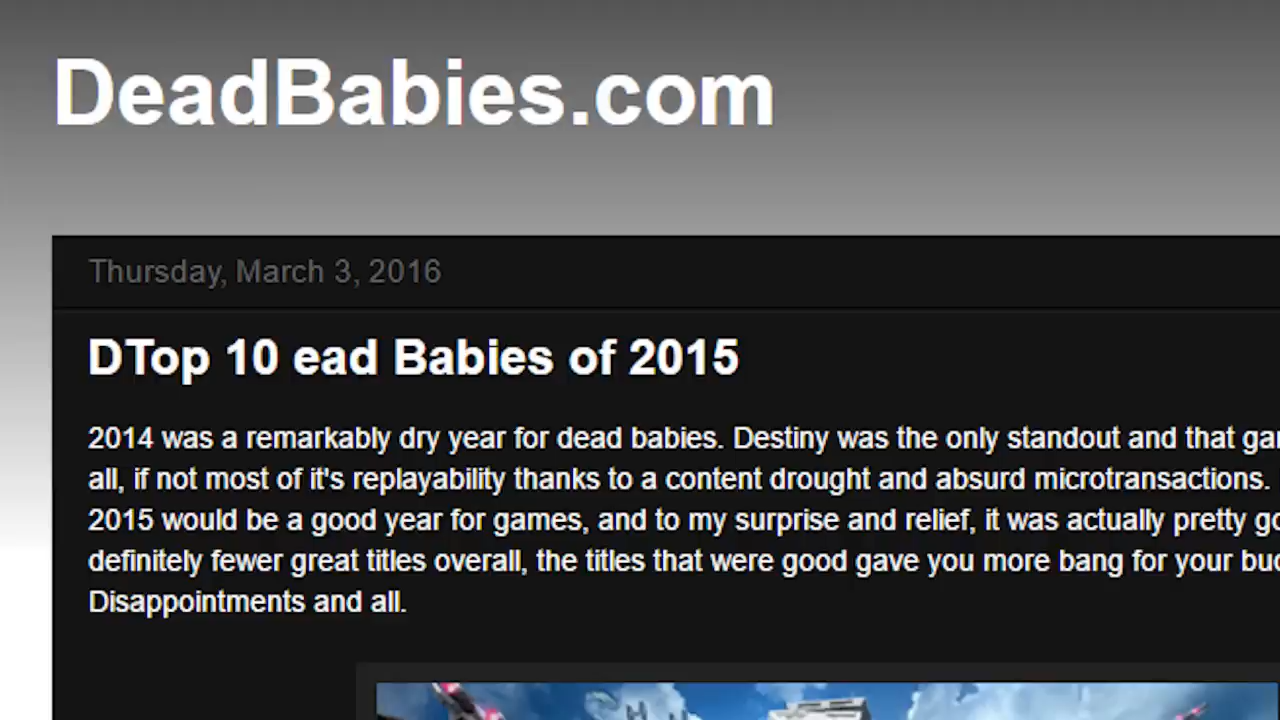 DeadBabies.com
Thursday, March 3, 2016
DTop 10 ead Babies of 2015
2014 was a remarkably dry year for dead babies. Destiny was the only standout and that
all, if not most of it's replayability thanks to a content drought and absurd microtransactions.
2015 would be a good year for games, and to my surprise and relief, it was actually pretty
definitely fewer great titles overall, the titles that were good gave you more bang for your
Disappointments and all.